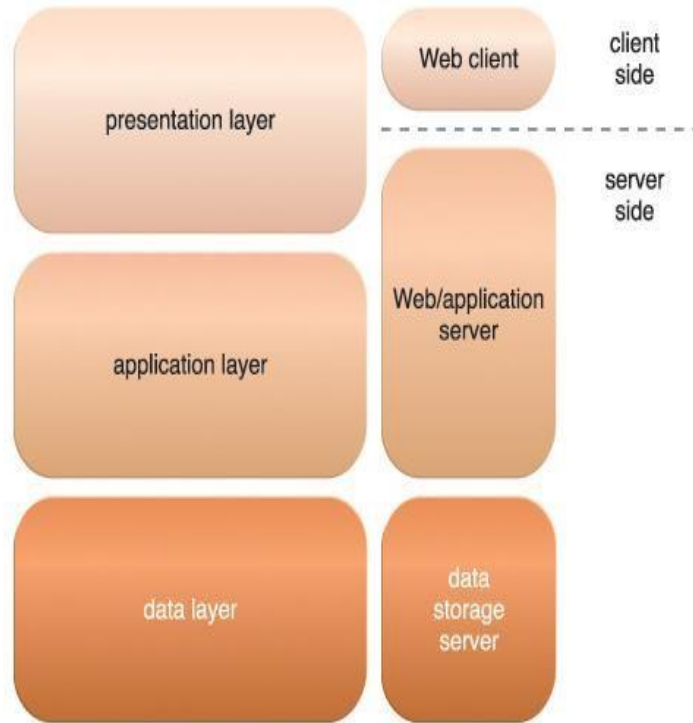 presentation layer
Web client
client
side
server
side
Web/application
server
application layer
data layer
data
storage
server